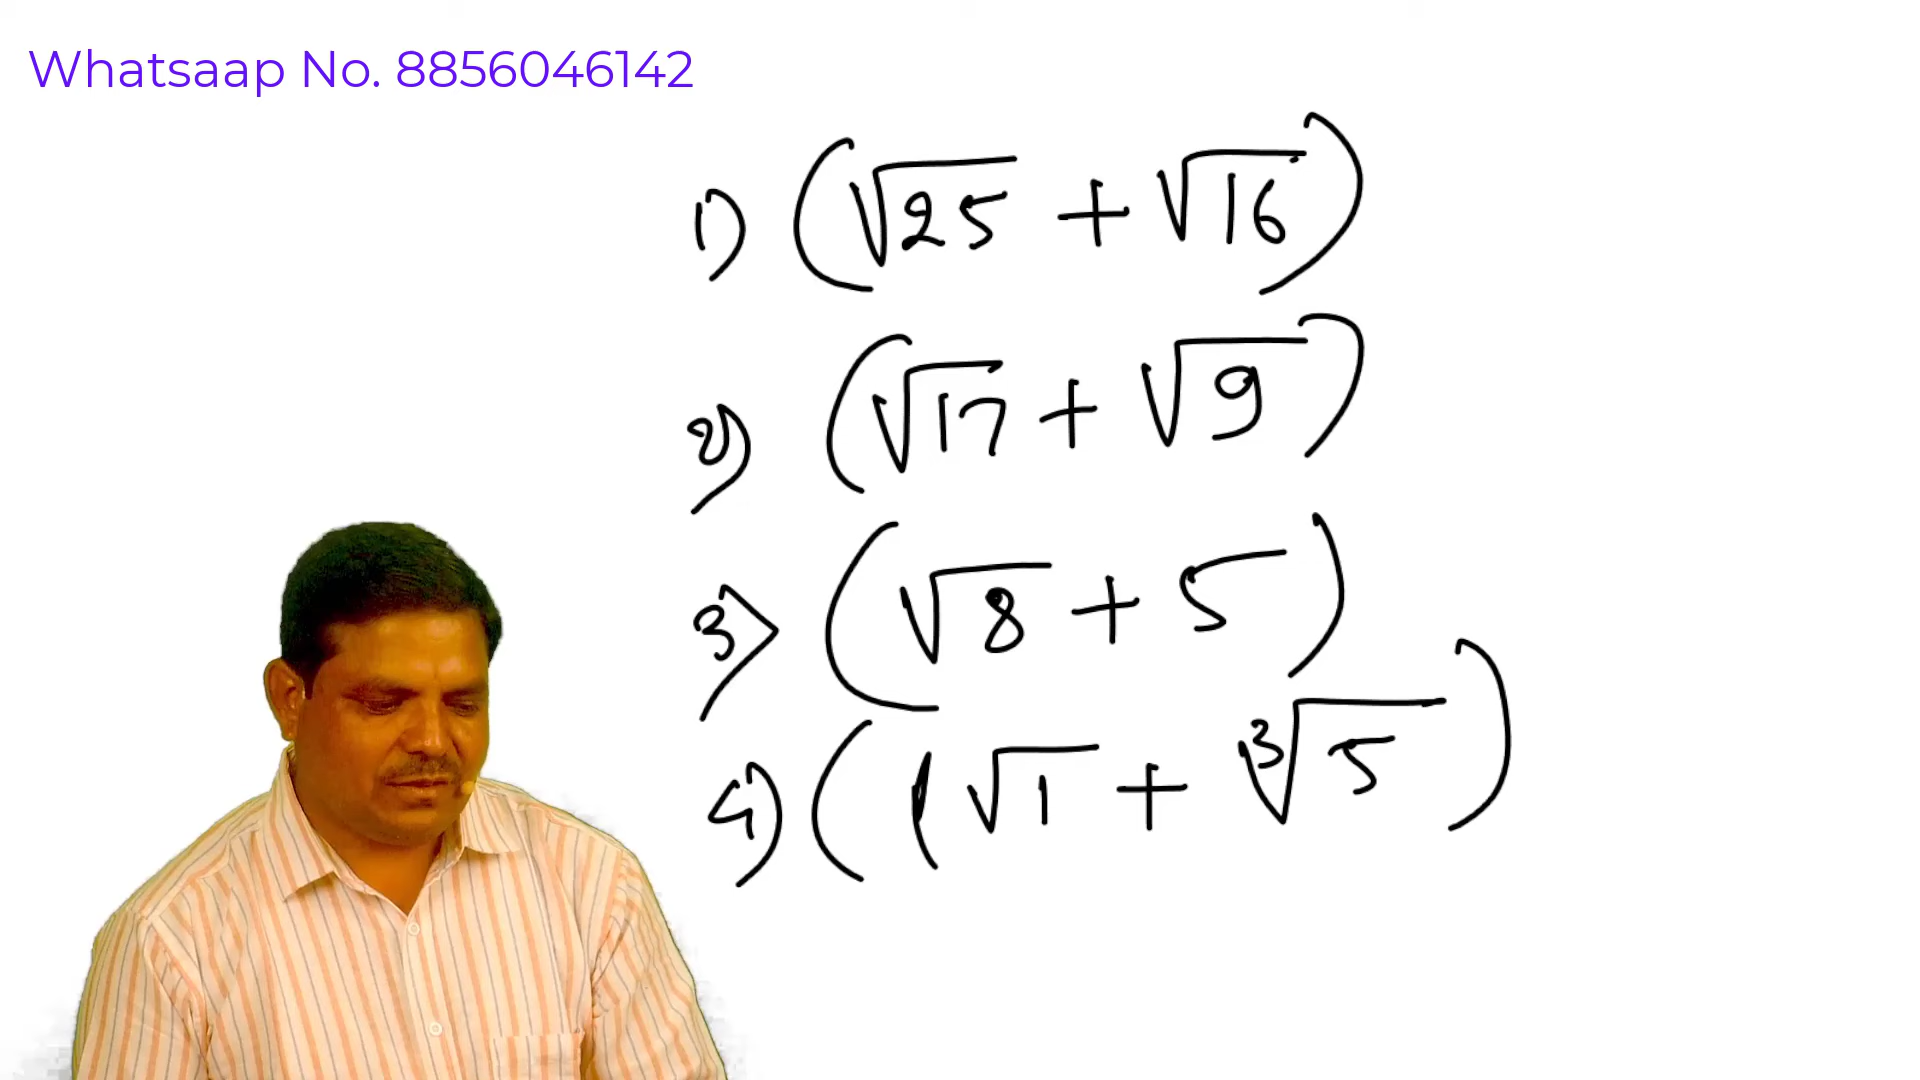 Whatsaap No. 8856046142
1) (√25 + √16)
2) (√17 + √9)
3) (√8 + 5)
4) ( ( √1 + ∛5 )